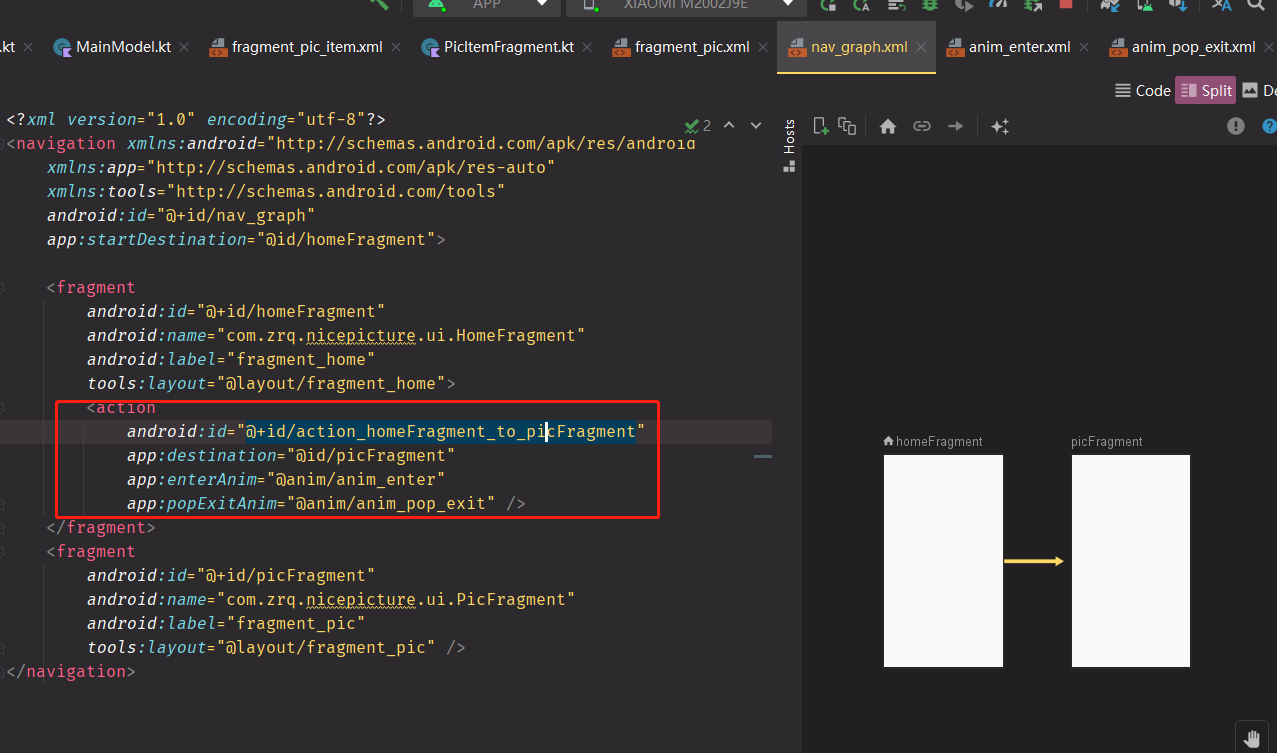 APP
XIAOMI M2002J9E
.kt
MainModel.kt
fragment_pic_item.xml
PicItemFragment.kt
fragment_pic.xml
nav_graph.xml
anim_enter.xml
anim_pop_exit.xml
Code
Split
De
<?xml version="1.0" encoding="utf-8"?>
2
<navigation xmlns:android="http://schemas.android.com/apk/res/android
xmlns:app="http://schemas.android.com/apk/res-auto"
xmlns:tools="http://schemas.android.com/tools"
android:id="@+id/nav_graph"
app:startDestination="@id/homeFragment">
<fragment
android:id="@+id/homeFragment"
android:name="com.zrq.nicepicture.ui.HomeFragment"
android:label="fragment_home"
tools:layout="@layout/fragment_home">
<action
android:id="@+id/action_homeFragment_to_picFragment"
app:destination="@id/picFragment"
app:enterAnim="@anim/anim_enter"
app:popExitAnim="@anim/anim_pop_exit" />
</fragment>
<fragment
android:id="@+id/picFragment"
android:name="com.zrq.nicepicture.ui.PicFragment"
android:label="fragment_pic"
tools:layout="@layout/fragment_pic" />
</navigation>
Hosts
homeFragment
picFragment